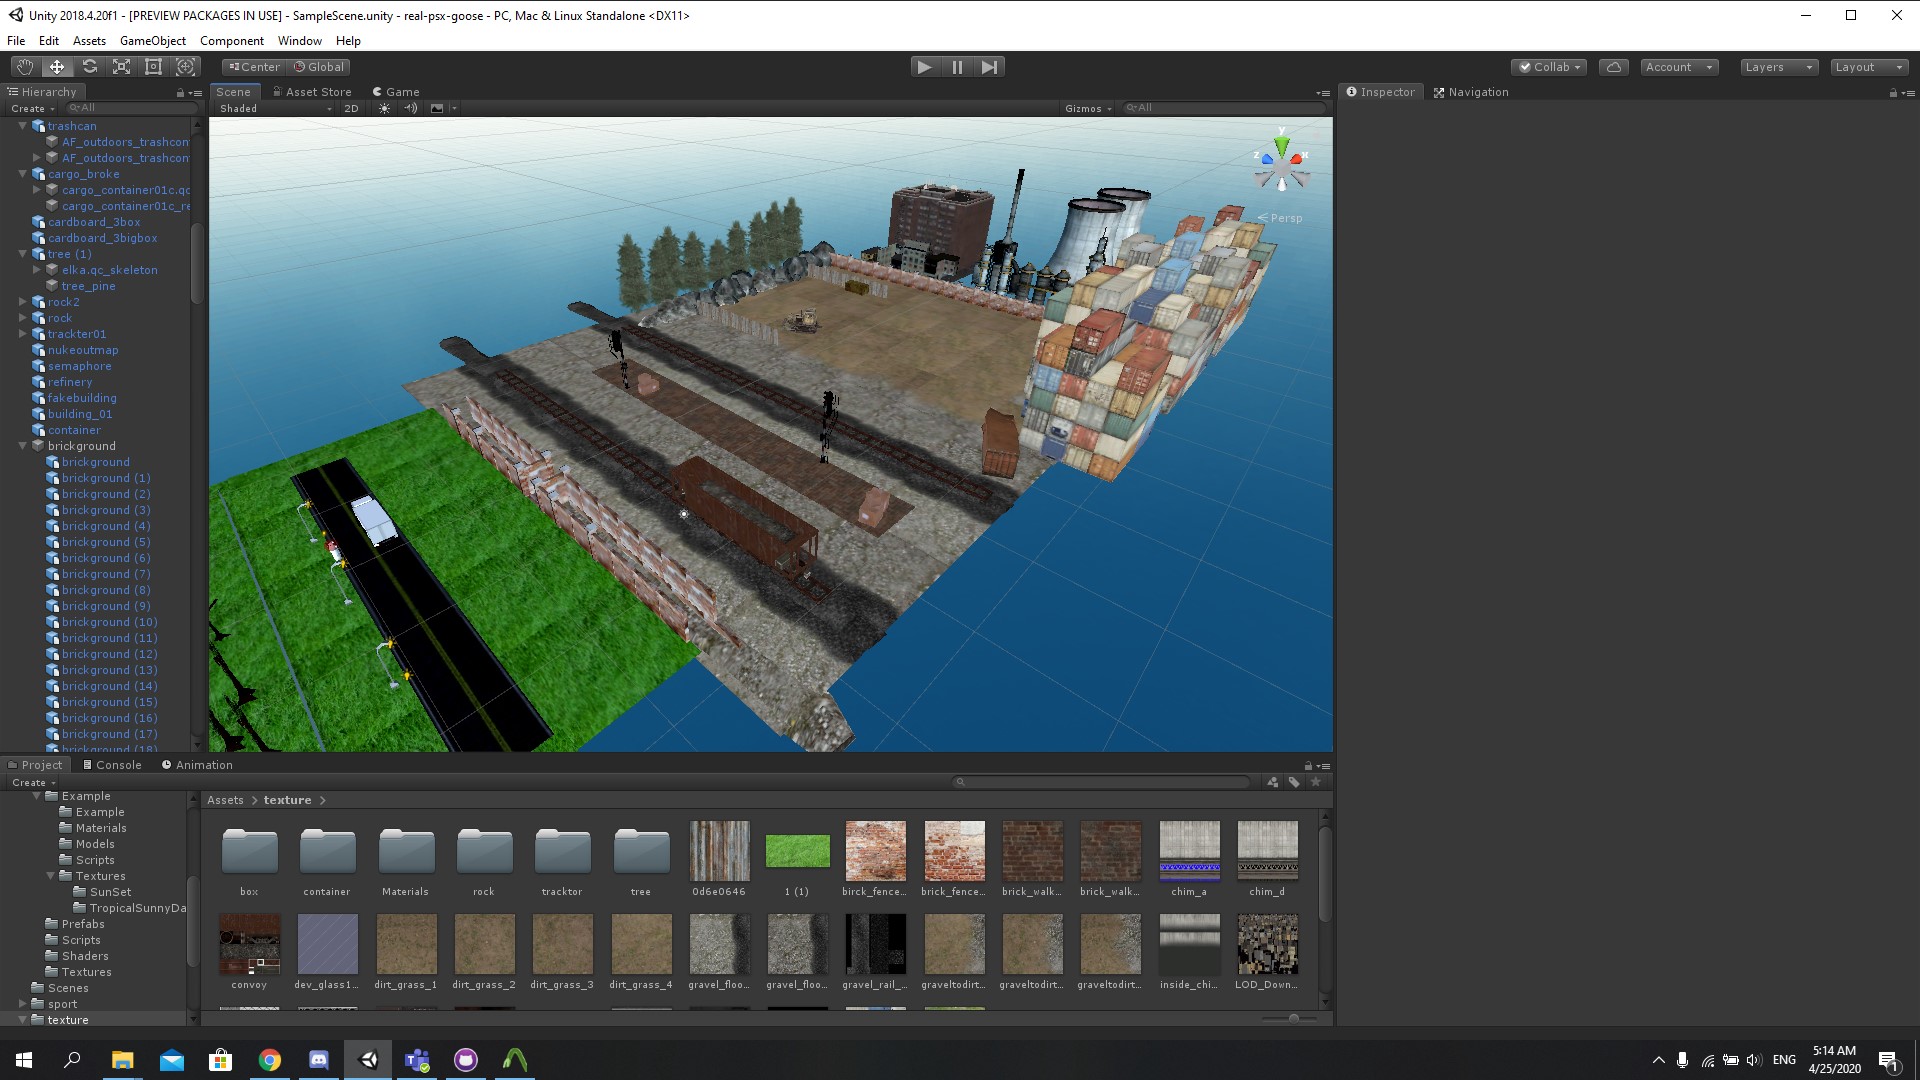 Unity 2018.4.20f1 - [PREVIEW PACKAGES IN USE] - SampleScene.unity - real-psx-goose - PC, Mac & Linux Standalone <DX11>
File Edit Assets GameObject Component Window Help
Center Global Collab Account Layers Layout
Hierarchy
Create All
trashcan
AF_outdoors_trashcon
AF_outdoors_trashcon
cargo_broke
cargo_container01c.qc
cargo_container01c_re
cardboard_3box
cardboard_3bigbox
tree (1)
elka.qc_skeleton
tree_pine
rock2
rock
trackter01
nukeoutmap
semaphore
refinery
fakebuilding
building_01
container
brickground
brickground
brickground (1)
brickground (2)
brickground (3)
brickground (4)
brickground (5)
brickground (6)
brickground (7)
brickground (8)
brickground (9)
brickground (10)
brickground (11)
brickground (12)
brickground (13)
brickground (14)
brickground (15)
brickground (16)
brickground (17)
brickground (18)
Scene Asset Store Game
Shaded 2D Gizmos All
y
z x
Persp
Inspector Navigation
Project Console Animation
Create
Example
Example
Materials
Models
Scripts
Textures
SunSet
TropicalSunnyDa
Prefabs
Scripts
Shaders
Textures
Scenes
sport
texture
Assets > texture >
box container Materials rock tracktor tree 0d6e0646 1 (1) birck_fence... brick_fence... brick_walk... brick_walk... chim_a chim_d
convoy dev_glass1... dirt_grass_1 dirt_grass_2 dirt_grass_3 dirt_grass_4 gravel_floo... gravel_floo... gravel_rail_... graveltodirt... graveltodirt... graveltodirt... inside_chi... LOD_Down...
ENG
5:14 AM
4/25/2020
1